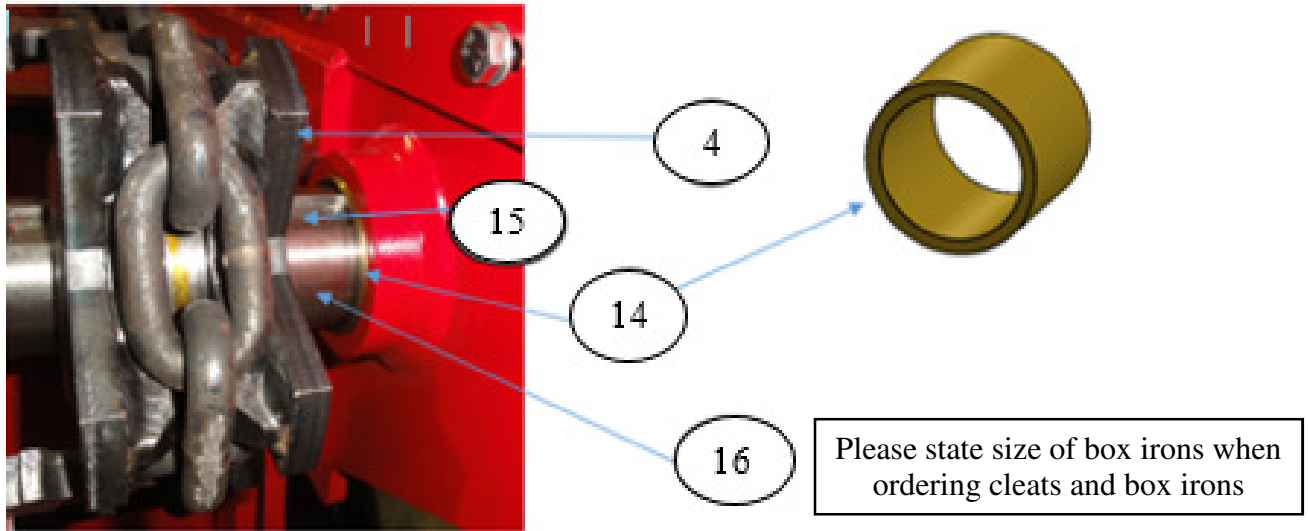 4
15
14
16
Please state size of box irons when
ordering cleats and box irons